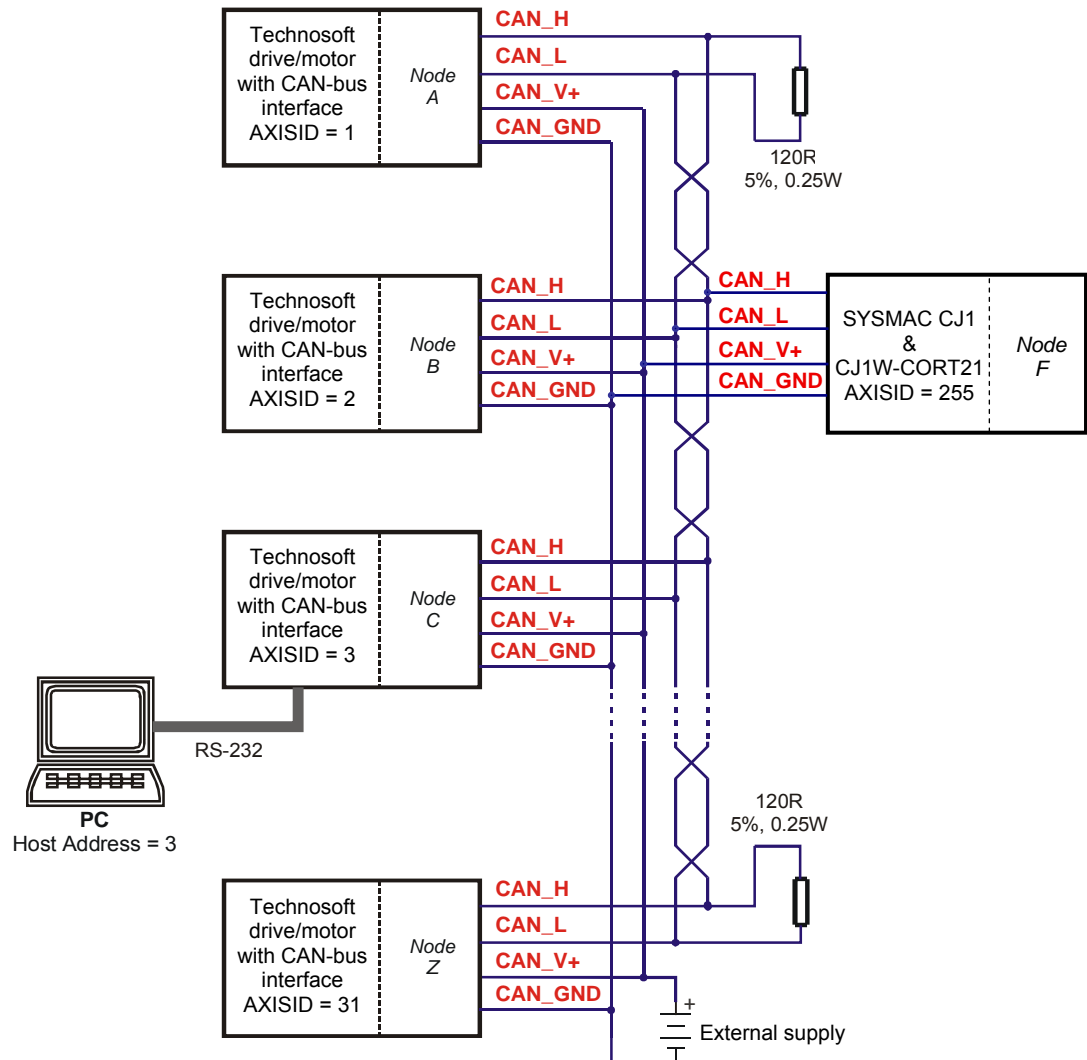 Technosoft
drive/motor
with CAN-bus
interface
AXISID = 1
Node
A
CAN_H
CAN_L
CAN_V+
CAN_GND
120R
5%, 0.25W
Technosoft
drive/motor
with CAN-bus
interface
AXISID = 2
Node
B
CAN_H
CAN_L
CAN_V+
CAN_GND
CAN_H
CAN_L
CAN_V+
CAN_GND
SYSMAC CJ1
&
CJ1W-CORT21
AXISID = 255
Node
F
Technosoft
drive/motor
with CAN-bus
interface
AXISID = 3
Node
C
CAN_H
CAN_L
CAN_V+
CAN_GND
RS-232
PC
Host Address = 3
120R
5%, 0.25W
Technosoft
drive/motor
with CAN-bus
interface
AXISID = 31
Node
Z
CAN_H
CAN_L
CAN_V+
CAN_GND
+
External supply